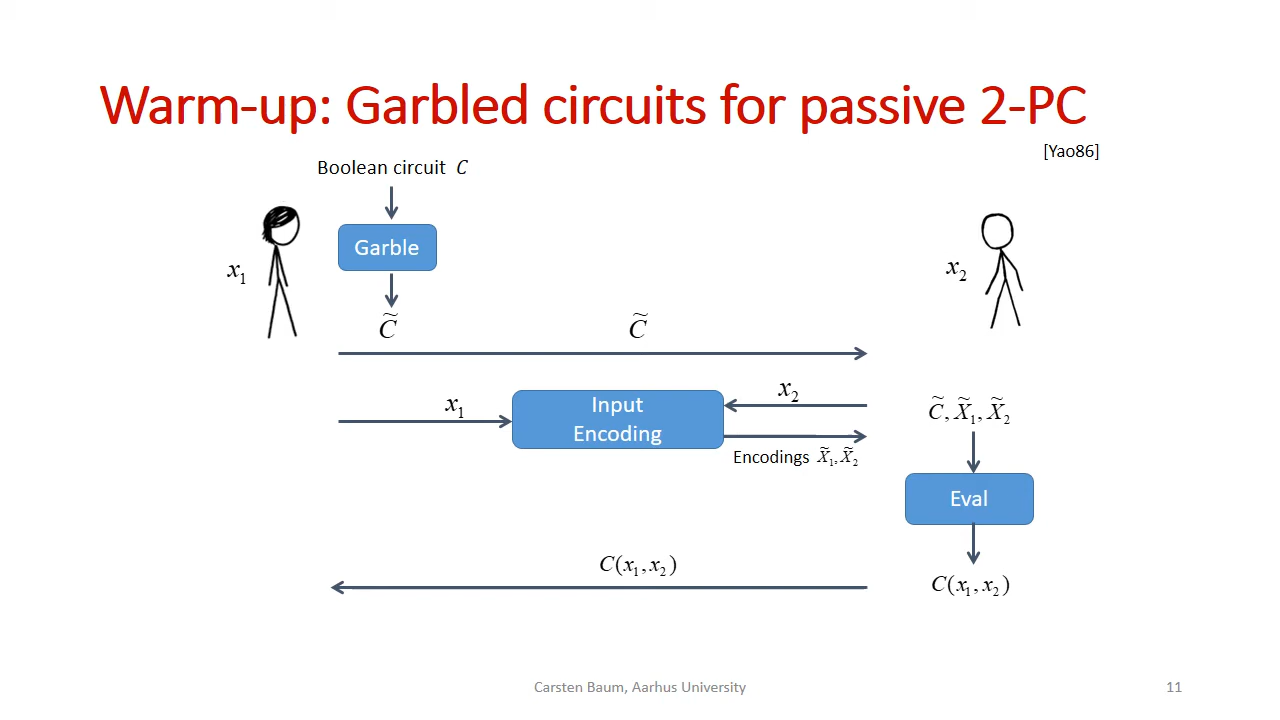 Warm-up: Garbled circuits for passive 2-PC
[Yao86]
Boolean circuit C
Garble
x₁
x₂
C̃
C̃
x₁
Input
Encoding
x₂
Encodings X̃₁, X̃₂
C̃, X̃₁, X̃₂
Eval
C(x₁, x₂)
C(x₁, x₂)
Carsten Baum, Aarhus University
11